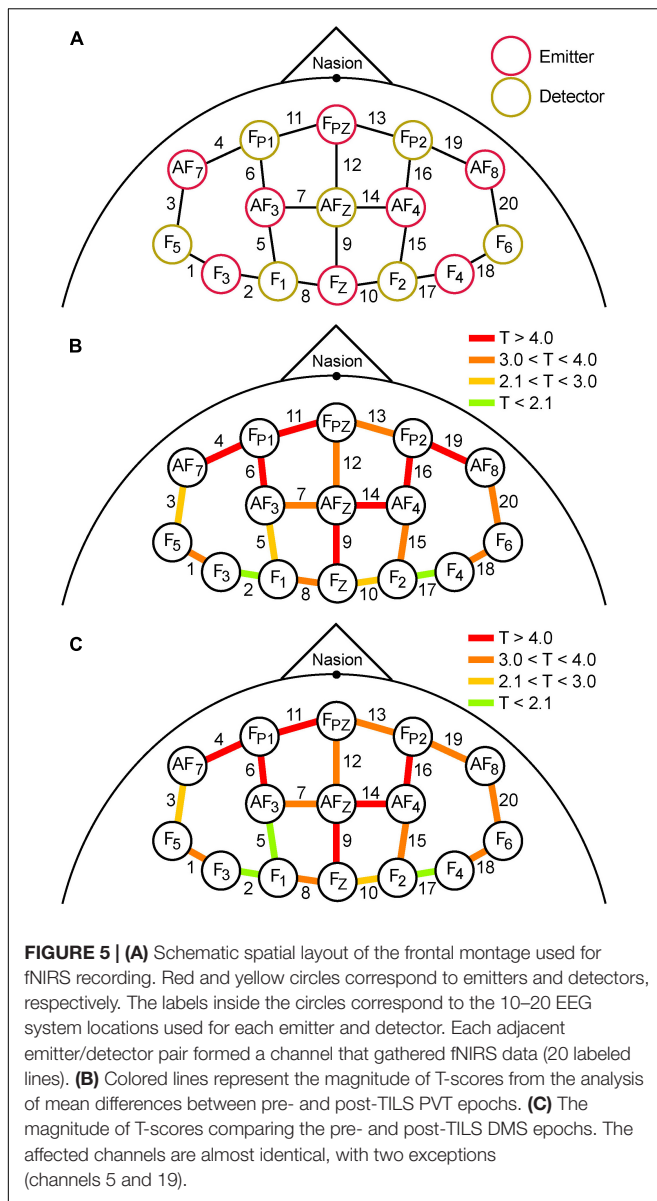 A
Nasion
Emitter
Detector
11 13
4 FP1 FPZ FP2 19
AF7 6 12 16 AF8
3 AF3 7 AFZ 14 AF4 20
F5 5 9 15 F6
1 F3 2 F1 8 FZ 10 F2 17 F4 18
B
Nasion
T > 4.0
3.0 < T < 4.0
2.1 < T < 3.0
T < 2.1
11 13
4 FP1 FPZ FP2 19
AF7 6 12 16 AF8
3 AF3 7 AFZ 14 AF4 20
F5 5 9 15 F6
1 F3 2 F1 8 FZ 10 F2 17 F4 18
C
Nasion
T > 4.0
3.0 < T < 4.0
2.1 < T < 3.0
T < 2.1
11 13
4 FP1 FPZ FP2 19
AF7 6 12 16 AF8
3 AF3 7 AFZ 14 AF4 20
F5 5 9 15 F6
1 F3 2 F1 8 FZ 10 F2 17 F4 18
FIGURE 5 | (A) Schematic spatial layout of the frontal montage used for
fNIRS recording. Red and yellow circles correspond to emitters and detectors,
respectively. The labels inside the circles correspond to the 10–20 EEG
system locations used for each emitter and detector. Each adjacent
emitter/detector pair formed a channel that gathered fNIRS data (20 labeled
lines). (B) Colored lines represent the magnitude of T-scores from the analysis
of mean differences between pre- and post-TILS PVT epochs. (C) The
magnitude of T-scores comparing the pre- and post-TILS DMS epochs. The
affected channels are almost identical, with two exceptions
(channels 5 and 19).